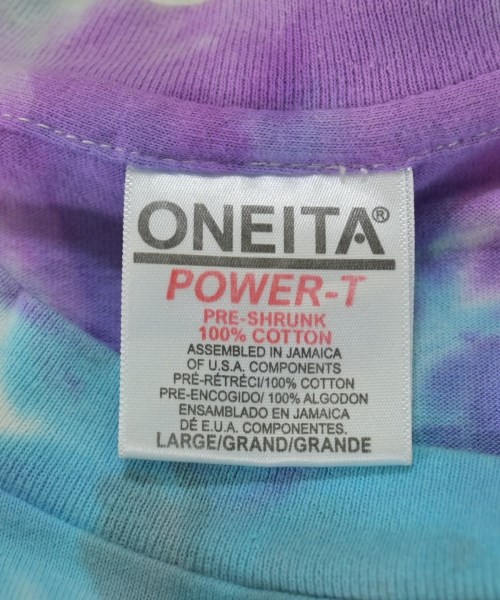 ONEITA®
POWER-T
PRE-SHRUNK
100% COTTON
ASSEMBLED IN JAMAICA
OF U.S.A. COMPONENTS
PRÉ-RÉTRÉCI/100% COTTON
PRE-ENCOGIDO/ 100% ALGODON
ENSAMBLADO EN JAMAICA
DÉ E.U.A. COMPONENTES.
LARGE/GRAND/GRANDE